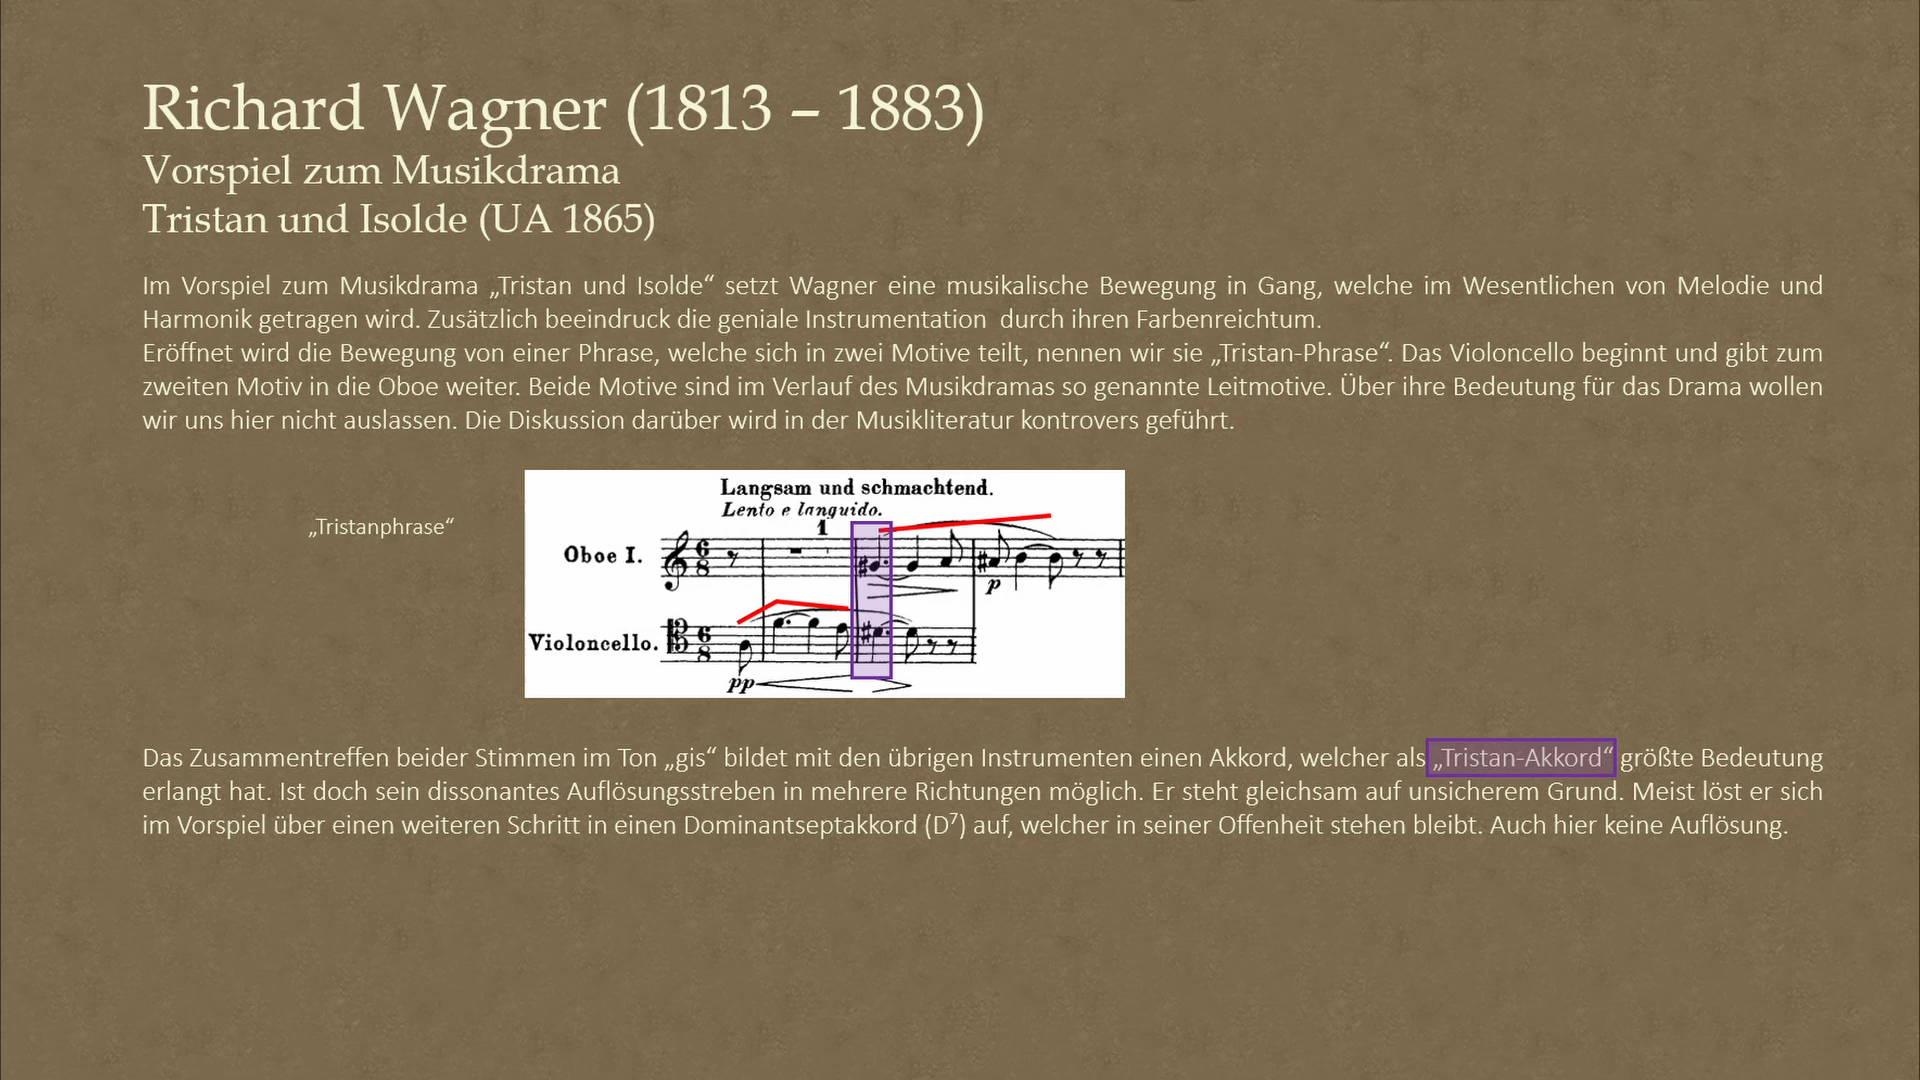 Richard Wagner (1813 – 1883)
Vorspiel zum Musikdrama
Tristan und Isolde (UA 1865)
Im Vorspiel zum Musikdrama „Tristan und Isolde“ setzt Wagner eine musikalische Bewegung in Gang, welche im Wesentlichen von Melodie und
Harmonik getragen wird. Zusätzlich beeindruck die geniale Instrumentation durch ihren Farbenreichtum.
Eröffnet wird die Bewegung von einer Phrase, welche sich in zwei Motive teilt, nennen wir sie „Tristan-Phrase“. Das Violoncello beginnt und gibt zum
zweiten Motiv in die Oboe weiter. Beide Motive sind im Verlauf des Musikdramas so genannte Leitmotive. Über ihre Bedeutung für das Drama wollen
wir uns hier nicht auslassen. Die Diskussion darüber wird in der Musikliteratur kontrovers geführt.
„Tristanphrase“
Langsam und schmachtend.
Lento e languido.
1
Oboe I.
6
8
p
Violoncello.
6
8
pp
Das Zusammentreffen beider Stimmen im Ton „gis“ bildet mit den übrigen Instrumenten einen Akkord, welcher als „Tristan-Akkord“ größte Bedeutung
erlangt hat. Ist doch sein dissonantes Auflösungsstreben in mehrere Richtungen möglich. Er steht gleichsam auf unsicherem Grund. Meist löst er sich
im Vorspiel über einen weiteren Schritt in einen Dominantseptakkord (D⁷) auf, welcher in seiner Offenheit stehen bleibt. Auch hier keine Auflösung.